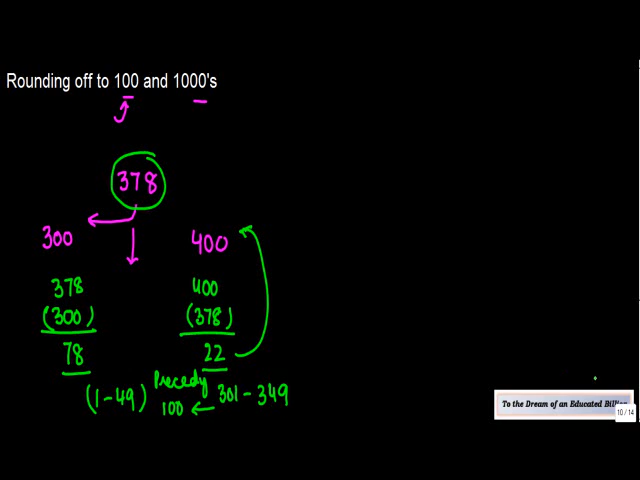 Rounding off to 100 and 1000's
378
300 400
378 400
(300) (378)
78 22
(1-49) Precedy 301 - 349
100 ←
To the Dream of an Educated Billion
10 / 14